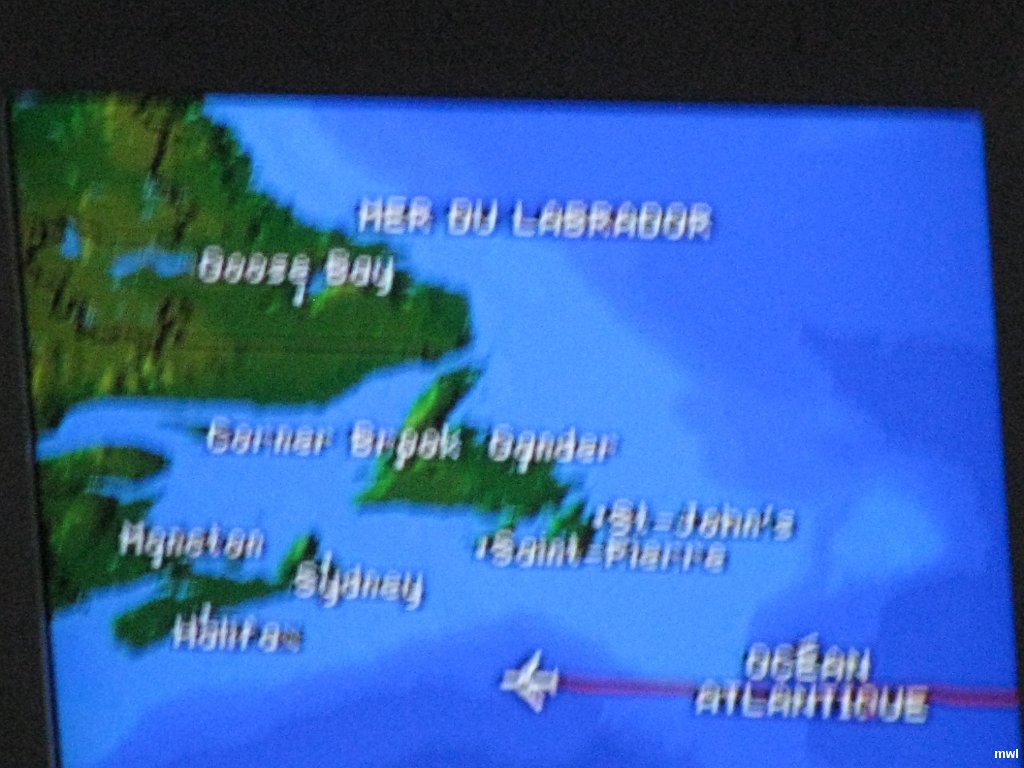 MER DU LABRADOR
Goose Bay
Corner Brook Gander
St-John's
Moncton
Saint-Pierre
Sydney
Halifax
OCÉAN
ATLANTIQUE
mwl